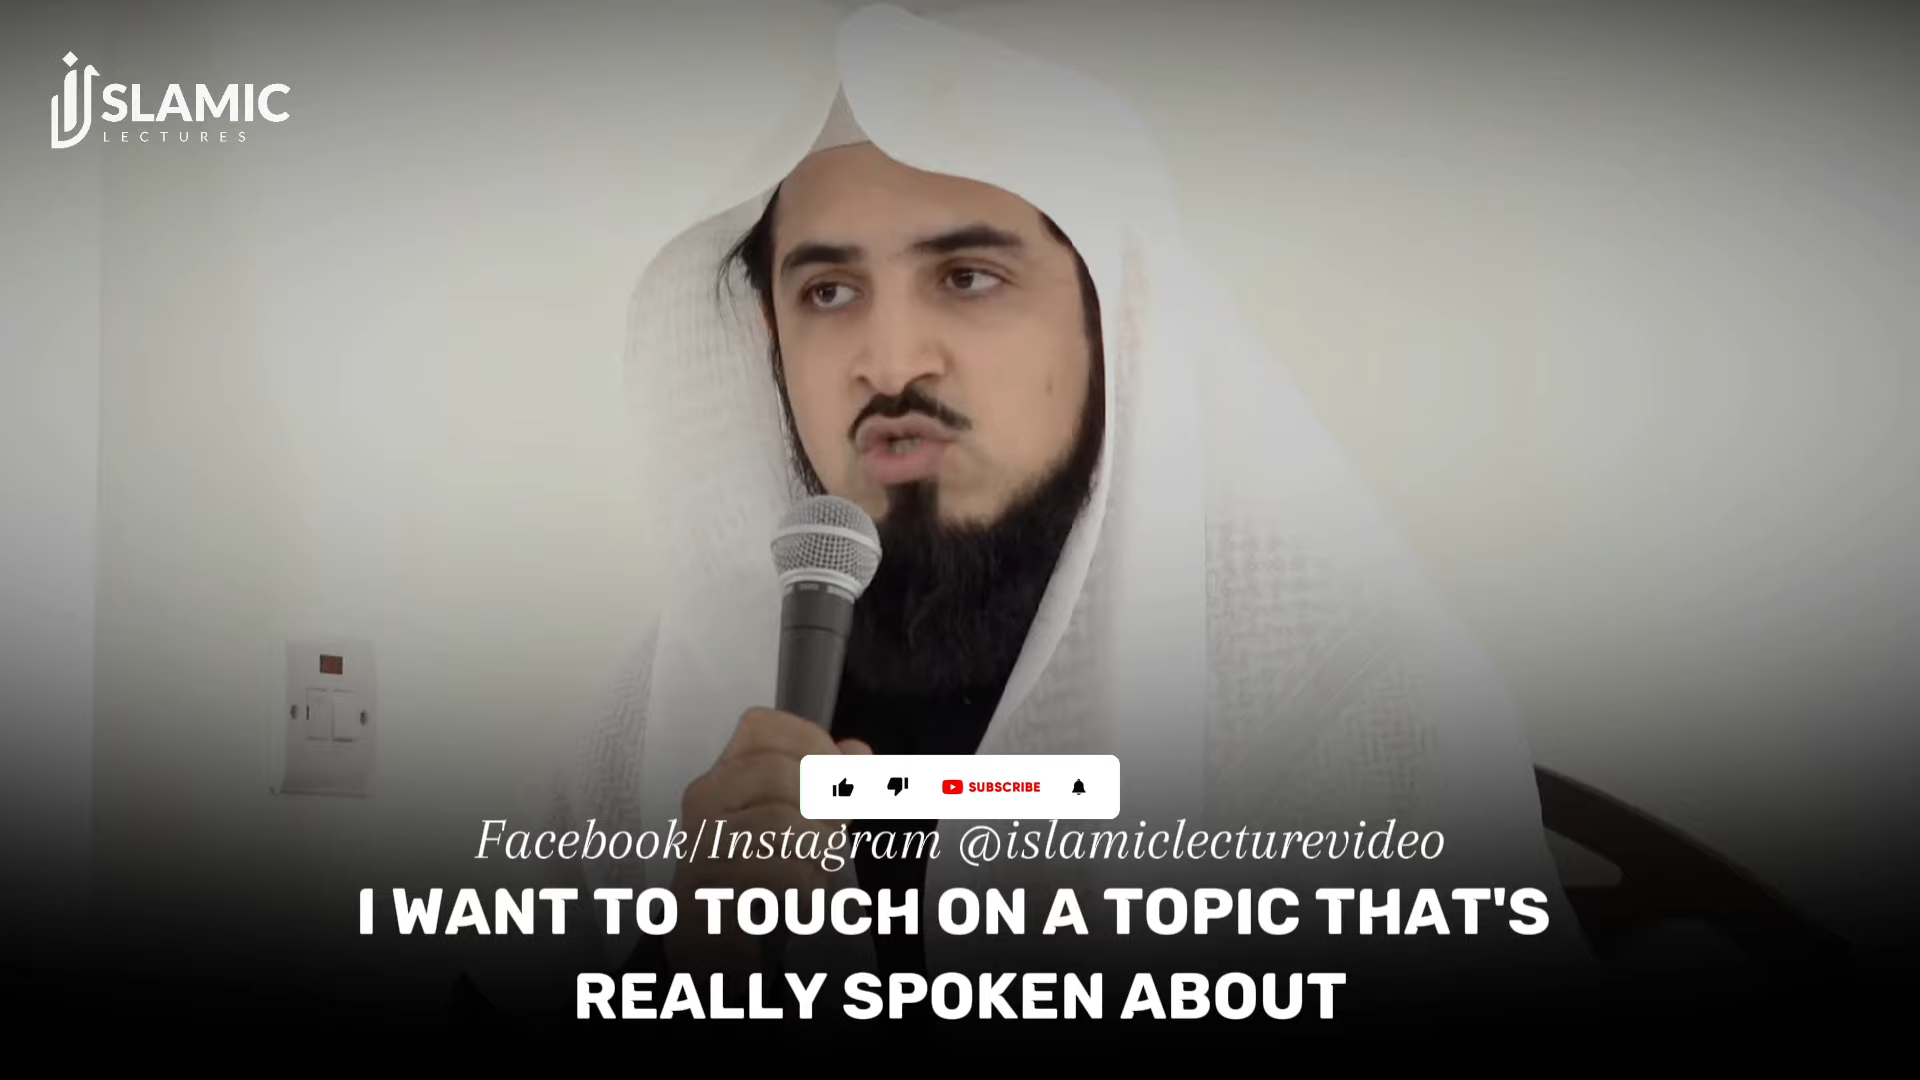 ISLAMIC
LECTURES
SUBSCRIBE
Facebook/Instagram @islamiclecturevideo
I WANT TO TOUCH ON A TOPIC THAT'S
REALLY SPOKEN ABOUT